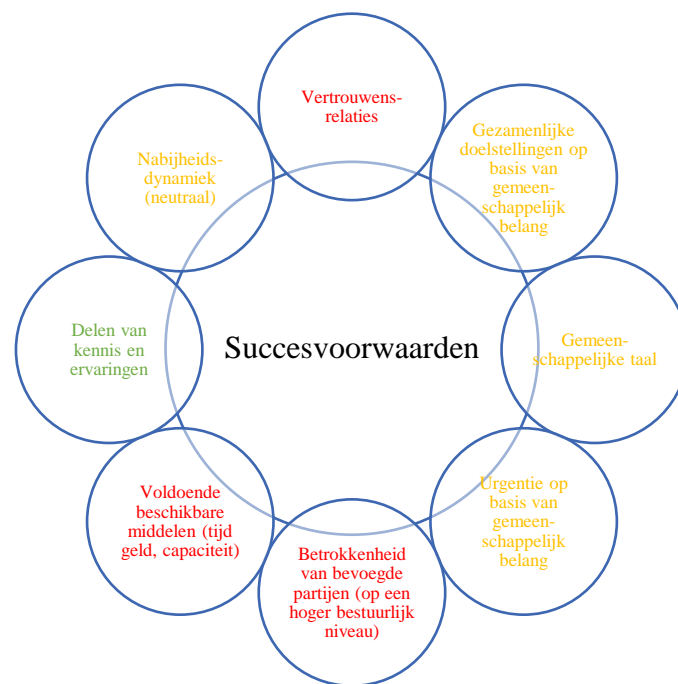 Vertrouwens-
relaties
Gezamenlijke
doelstellingen op
basis van
gemeen-
schappelijk
belang
Gemeen-
schappelijke taal
Urgentie op
basis van
gemeen-
schappelijk
belang
Betrokkenheid
van bevoegde
partijen (op een
hoger bestuurlijk
niveau)
Voldoende
beschikbare
middelen (tijd
geld, capaciteit)
Delen van
kennis en
ervaringen
Nabijheids-
dynamiek
(neutraal)
Succesvoorwaarden